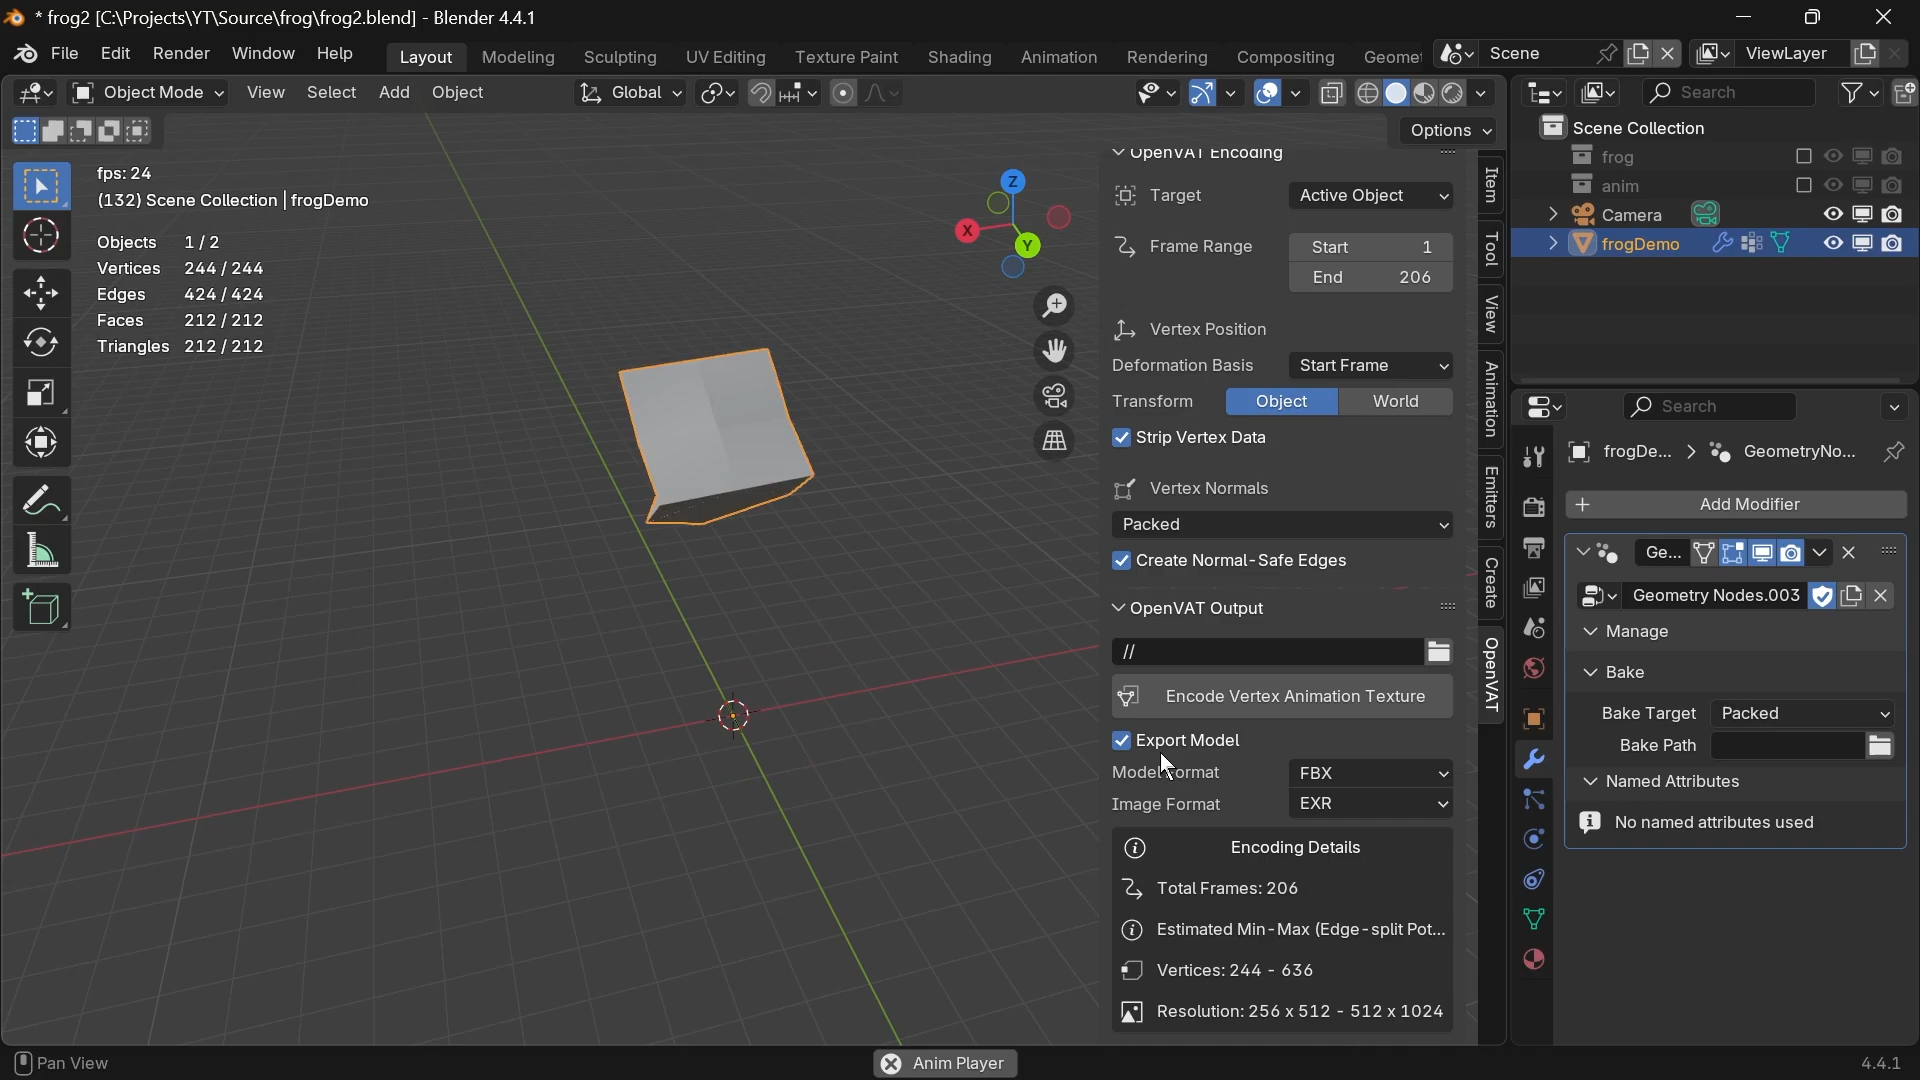 * frog2 [C:\Projects\YT\Source\frog\frog2.blend] - Blender 4.4.1
File Edit Render Window Help
Layout Modeling Sculpting UV Editing Texture Paint Shading Animation Rendering Compositing Geomet
Scene
ViewLayer
Object Mode View Select Add Object
Global
Options
fps: 24
(132) Scene Collection | frogDemo
Objects 1 / 2
Vertices 244 / 244
Edges 424 / 424
Faces 212 / 212
Triangles 212 / 212
Z
X
Y
OpenVAT Encoding
Target Active Object
Frame Range Start 1
End 206
Vertex Position
Deformation Basis Start Frame
Transform Object World
Strip Vertex Data
Vertex Normals
Packed
Create Normal-Safe Edges
OpenVAT Output
//
Encode Vertex Animation Texture
Export Model
Model Format FBX
Image Format EXR
Encoding Details
Total Frames: 206
Estimated Min-Max (Edge-split Pot...
Vertices: 244 - 636
Resolution: 256 x 512 - 512 x 1024
Item
Tool
View
Animation
Emitters
Create
OpenVAT
Search
Scene Collection
frog
anim
Camera
frogDemo
Search
frogDe... GeometryNo...
Add Modifier
Ge...
Geometry Nodes.003
Manage
Bake
Bake Target Packed
Bake Path
Named Attributes
No named attributes used
Pan View
Anim Player
4.4.1